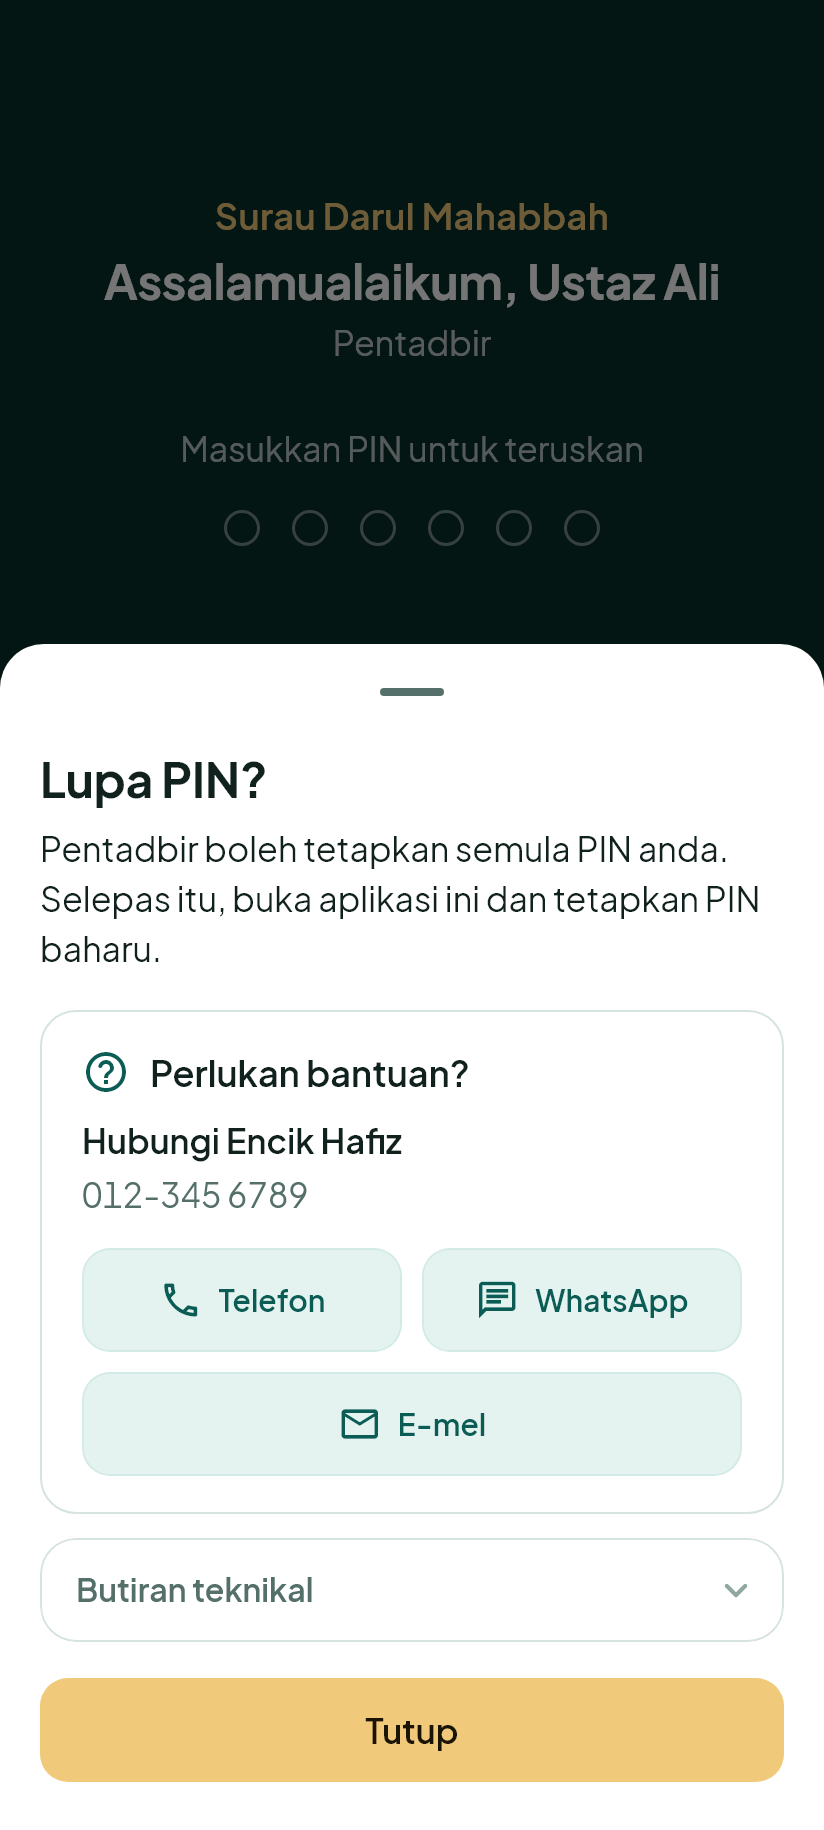 Surau Darul Mahabbah
Assalamualaikum, Ustaz Ali
Pentadbir
Masukkan PIN untuk teruskan
Lupa PIN?
Pentadbir boleh tetapkan semula PIN anda.
Selepas itu, buka aplikasi ini dan tetapkan PIN
baharu.
Perlukan bantuan?
Hubungi Encik Hafiz
012-345 6789
Telefon
WhatsApp
E-mel
Butiran teknikal
Tutup